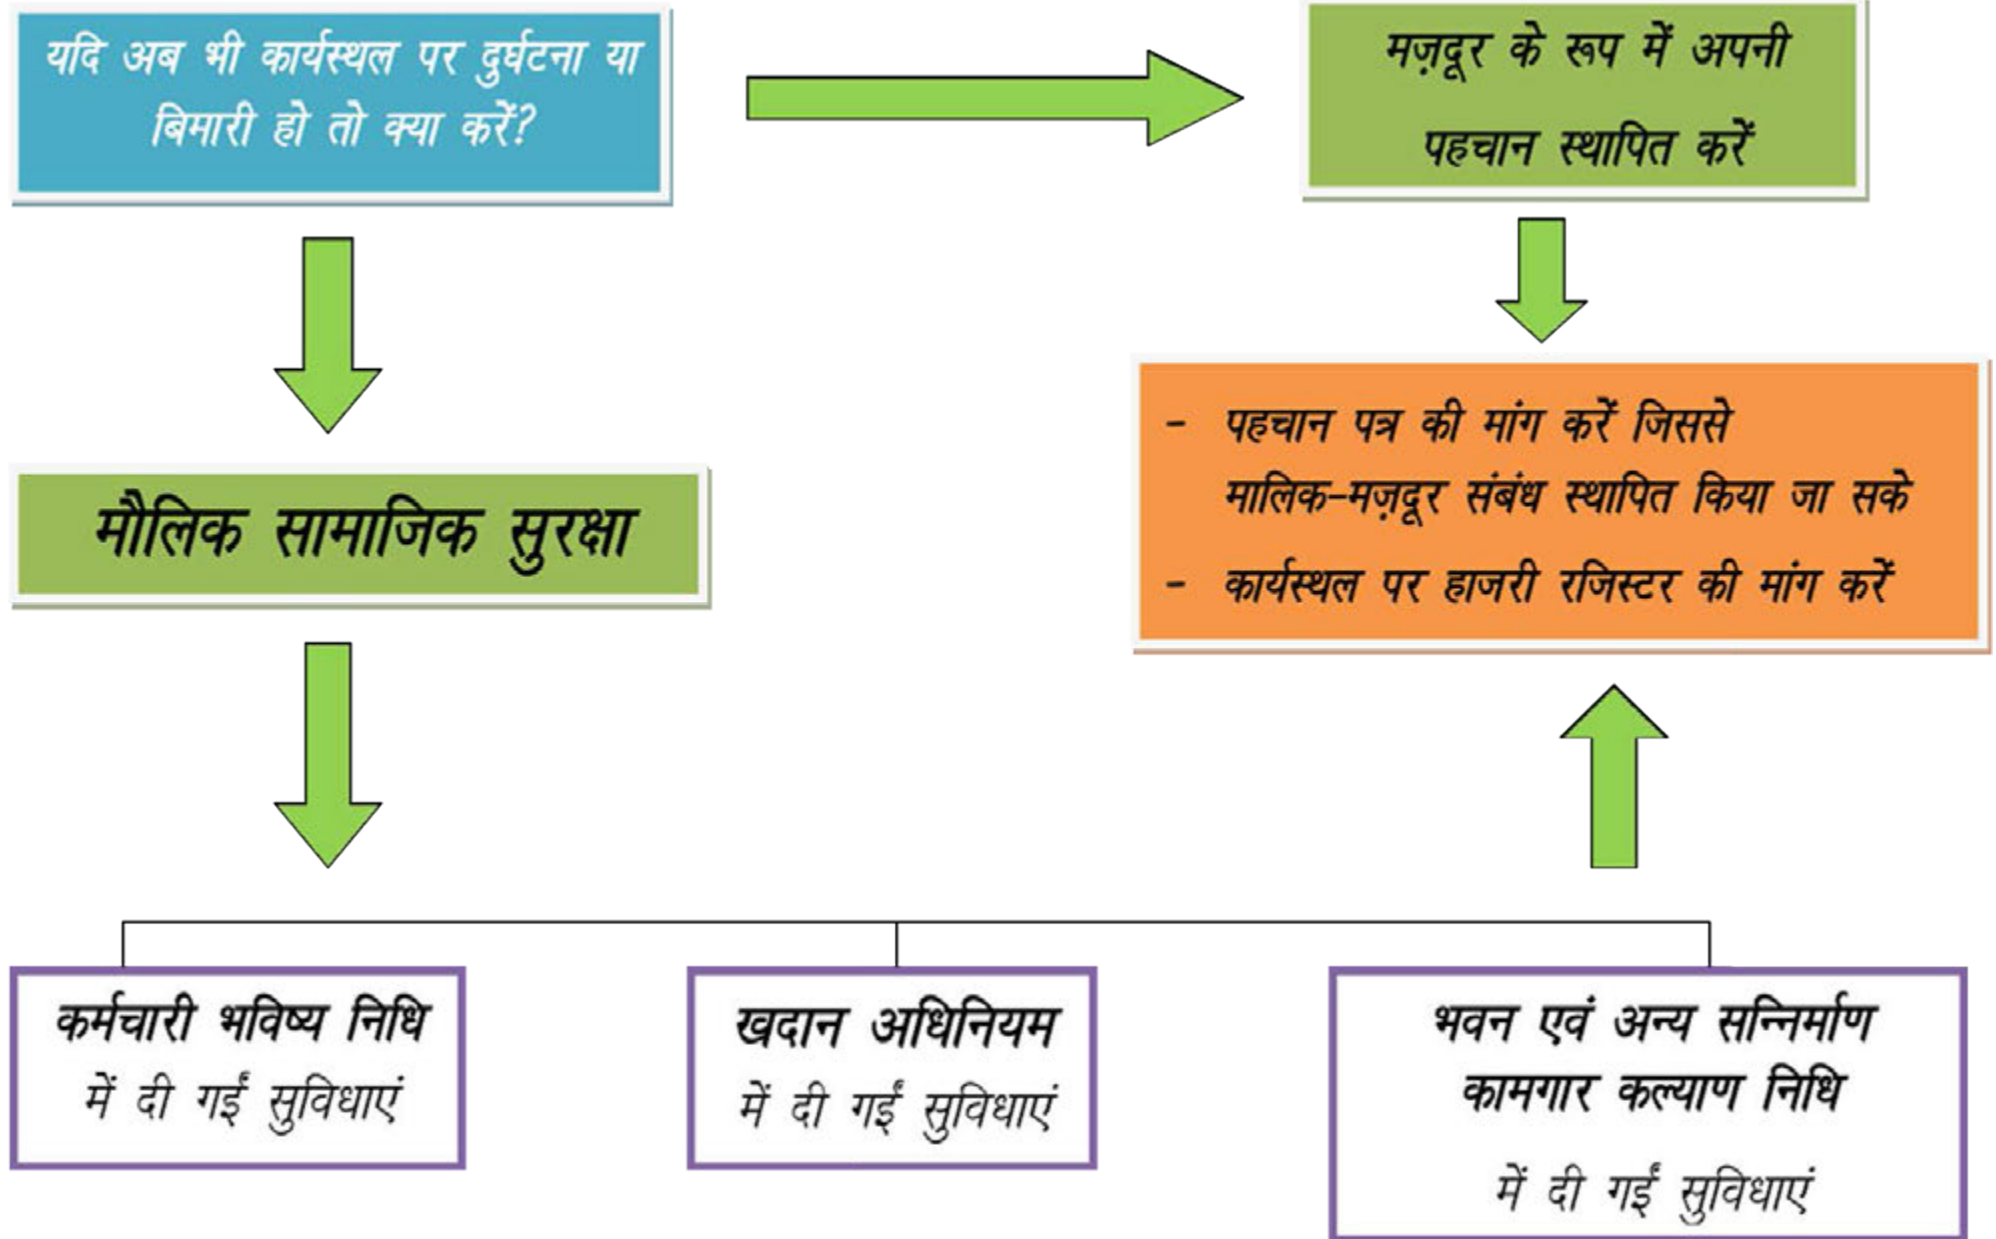 यदि अब भी कार्यस्थल पर दुर्घटना या
बिमारी हो तो क्या करें?
मज़दूर के रूप में अपनी
पहचान स्थापित करें
- पहचान पत्र की मांग करें जिससे
मालिक-मज़दूर संबंध स्थापित किया जा सके
- कार्यस्थल पर हाजरी रजिस्टर की मांग करें
मौलिक सामाजिक सुरक्षा
कर्मचारी भविष्य निधि
में दी गईं सुविधाएं
खदान अधिनियम
में दी गईं सुविधाएं
भवन एवं अन्य सन्निर्माण
कामगार कल्याण निधि
में दी गईं सुविधाएं